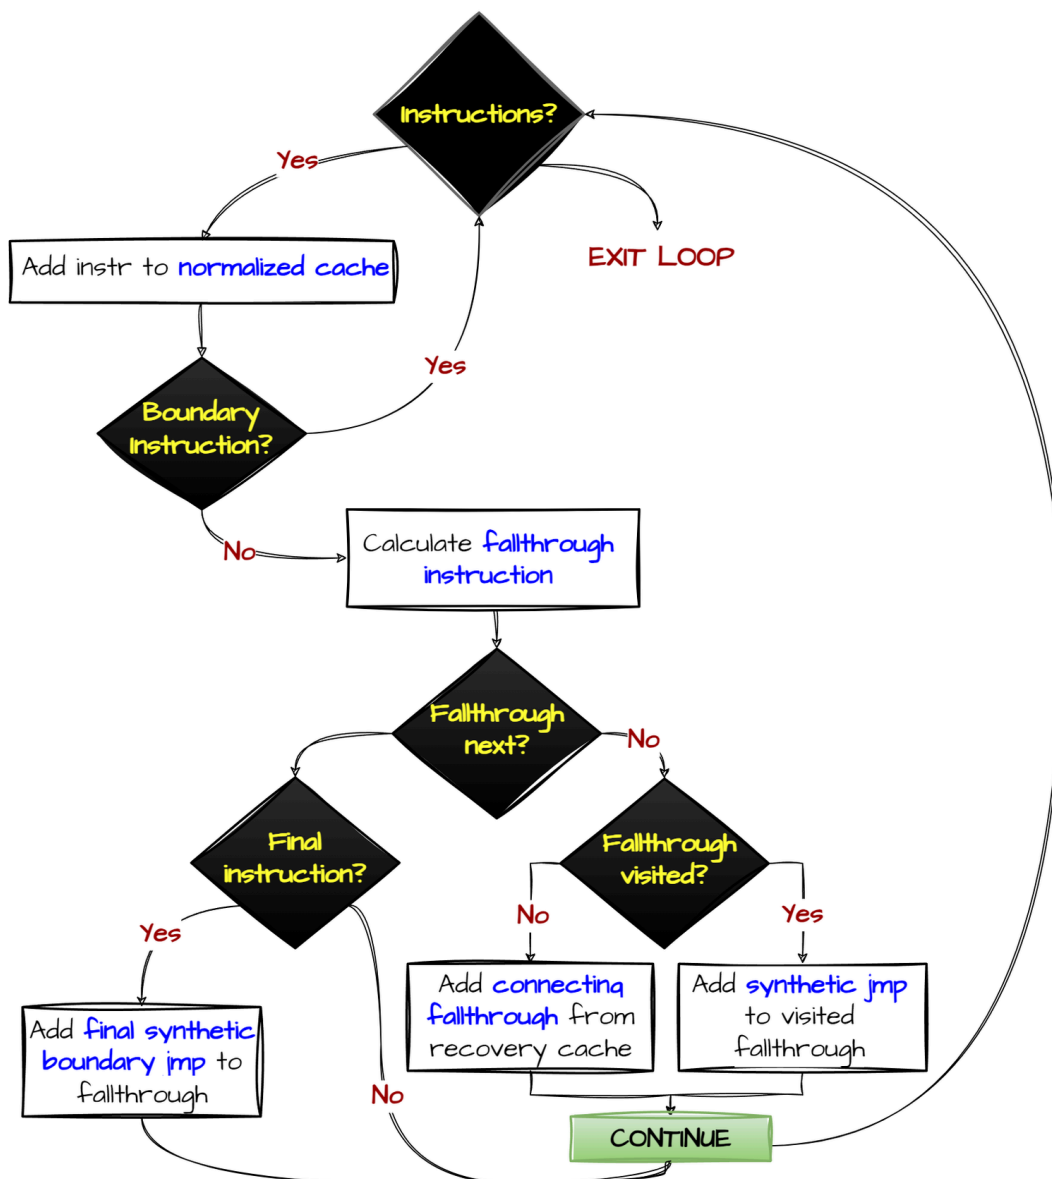 Instructions?
Yes
EXIT LOOP
Add instr to normalized cache
Yes
Boundary
Instruction?
No
Calculate fallthrough
instruction
Fallthrough
next?
No
Final
instruction?
Fallthrough
visited?
Yes
No
Yes
Add final synthetic
boundary jmp to
fallthrough
Add connecting
fallthrough from
recovery cache
Add synthetic jmp
to visited
fallthrough
No
CONTINUE